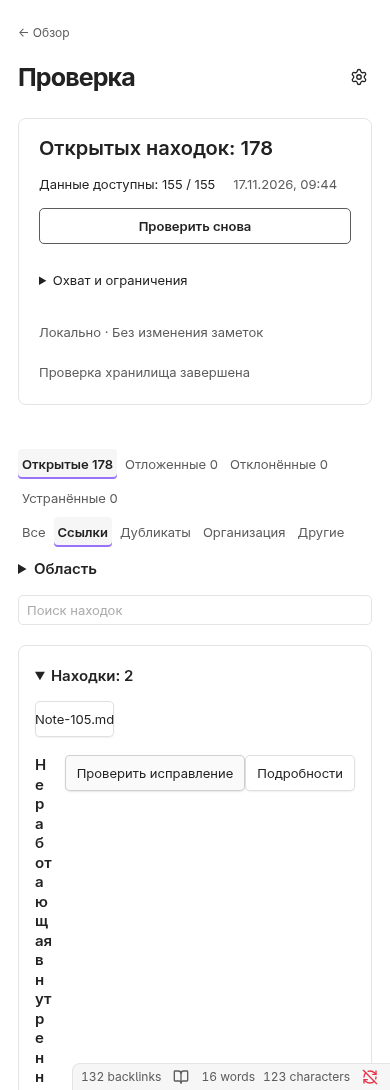 ← Обзор
Проверка
Открытых находок: 178
Данные доступны: 155 / 155 17.11.2026, 09:44
Проверить снова
Охват и ограничения
Локально · Без изменения заметок
Проверка хранилища завершена
Открытые 178 Отложенные 0 Отклонённые 0
Устранённые 0
Все Ссылки Дубликаты Организация Другие
Область
Поиск находок
Находки: 2
Note-105.md
Проверить исправление Подробности
Н
е
р
а
б
от
а
ю
щ
ая
в
н
ут
р
е
н
н
132 backlinks 16 words 123 characters